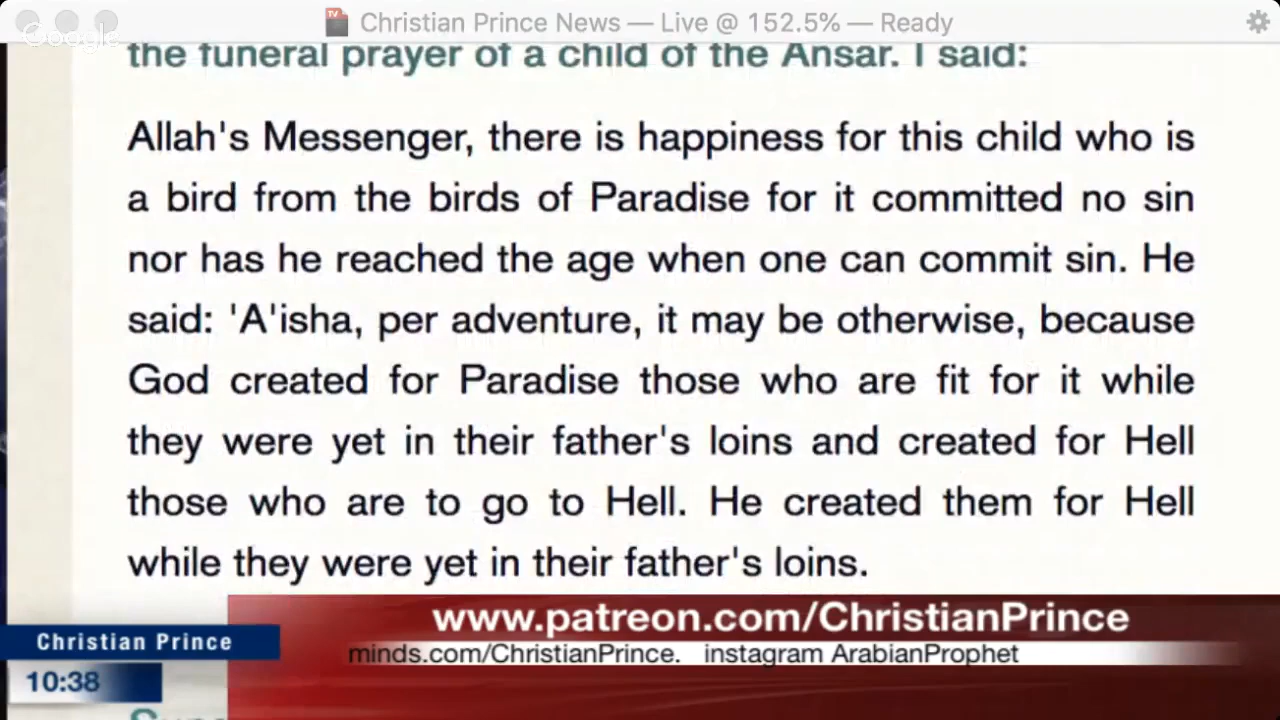 Christian Prince News — Live @ 152.5% — Ready
Google
the funeral prayer of a child of the Ansar. I said:
Allah's Messenger, there is happiness for this child who is
a bird from the birds of Paradise for it committed no sin
nor has he reached the age when one can commit sin. He
said: 'A'isha, per adventure, it may be otherwise, because
God created for Paradise those who are fit for it while
they were yet in their father's loins and created for Hell
those who are to go to Hell. He created them for Hell
while they were yet in their father's loins.
www.patreon.com/ChristianPrince
Christian Prince
minds.com/ChristianPrince. instagram ArabianProphet
10:38